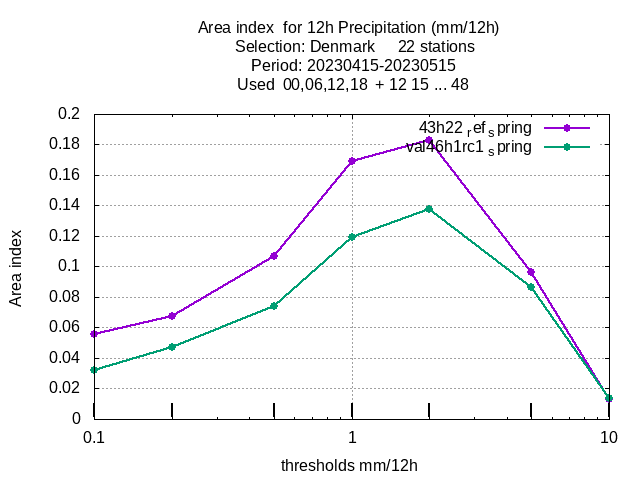 Area index  for 12h Precipitation (mm/12h)
Selection: Denmark     22 stations
Period: 20230415-20230515
Used  00,06,12,18  + 12 15 ... 48
43h22 ref spring
val46h1rc1 spring
0.2
0.18
0.16
0.14
0.12
0.1
0.08
0.06
0.04
0.02
0
Area index
0.1 1 10
thresholds mm/12h